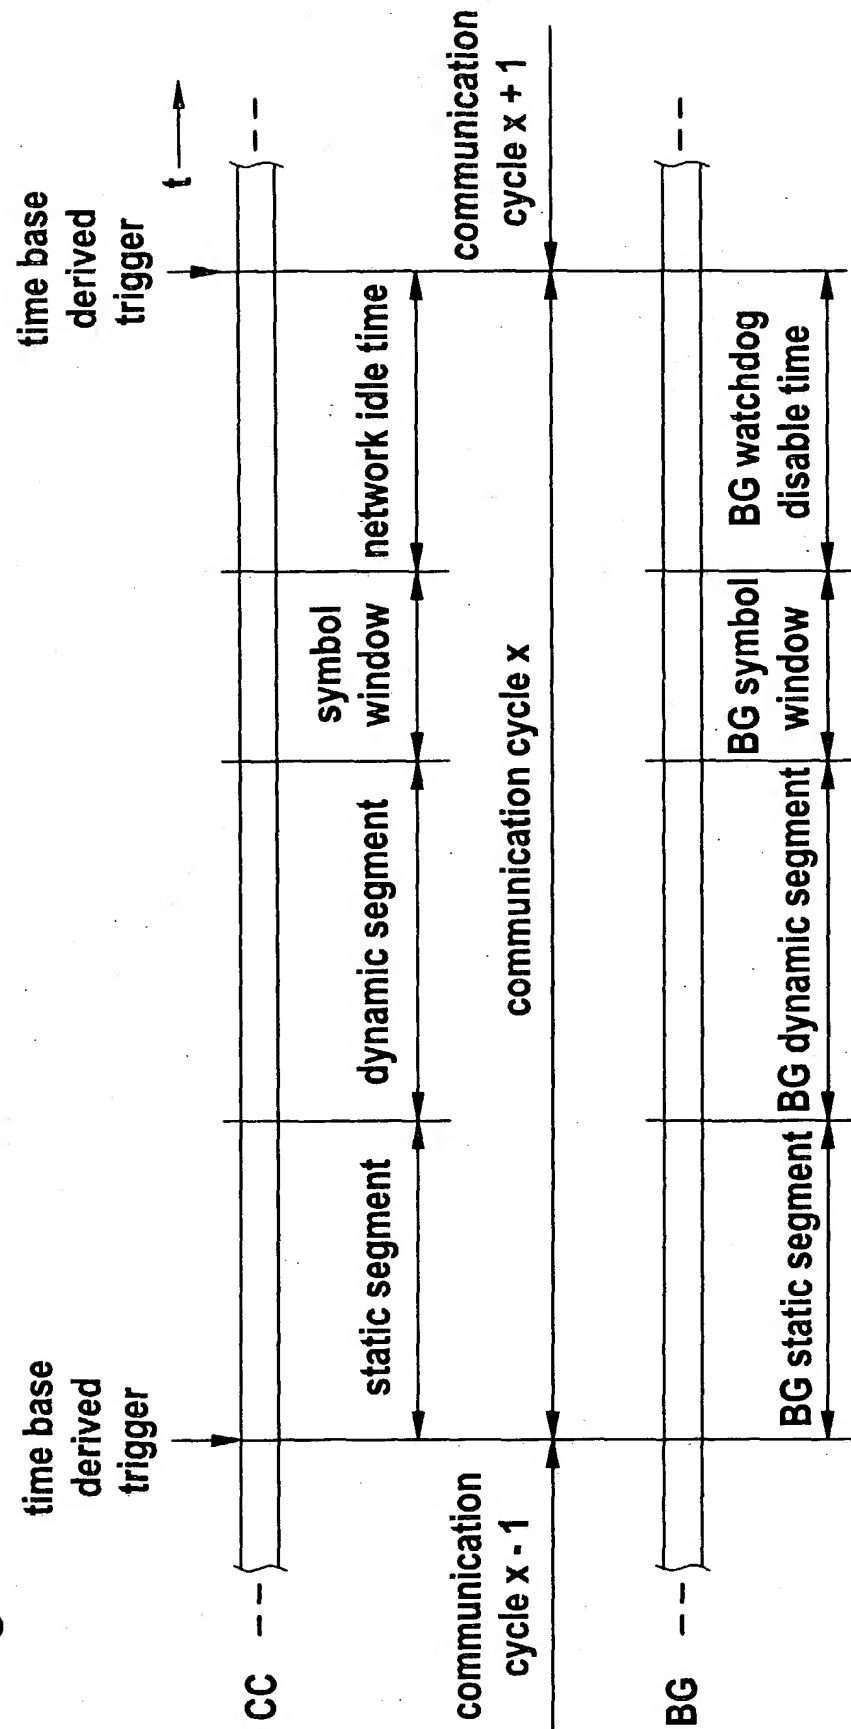 time base
derived
trigger
time base
derived
trigger
t
CC
static segment
dynamic segment
symbol
window
network idle time
communication
cycle x - 1
communication cycle x
communication
cycle x + 1
BG
BG static segment
BG dynamic segment
BG symbol
window
BG watchdog
disable time